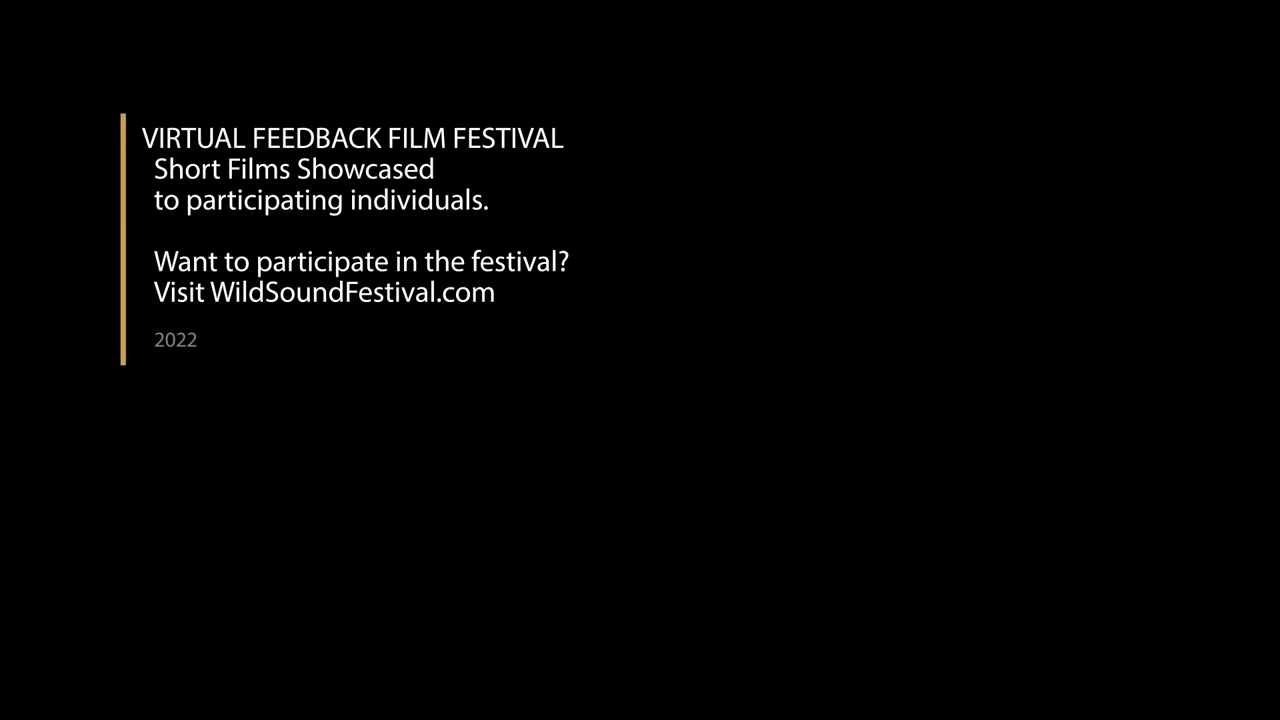 VIRTUAL FEEDBACK FILM FESTIVAL
Short Films Showcased
to participating individuals.
Want to participate in the festival?
Visit WildSoundFestival.com
2022